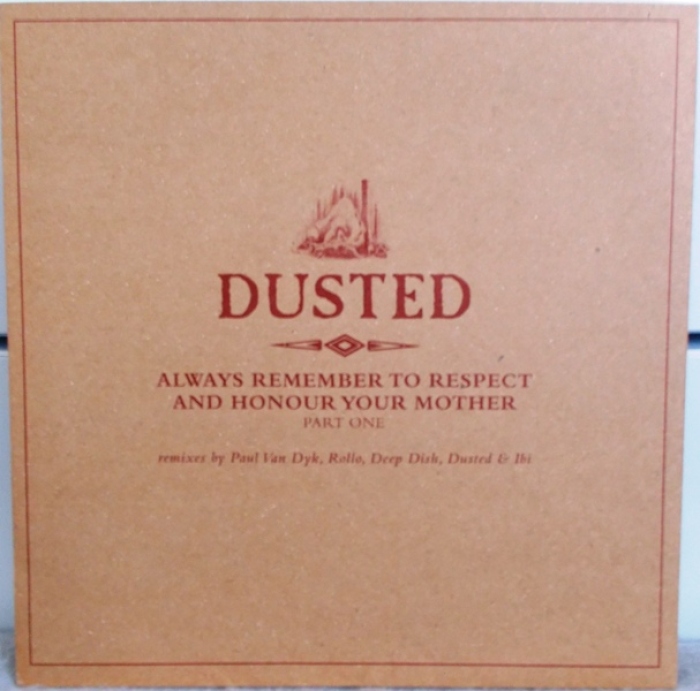 DUSTED
ALWAYS REMEMBER TO RESPECT
AND HONOUR YOUR MOTHER
PART ONE
remixes by Paul Van Dyk, Rollo, Deep Dish, Dusted & Ibi